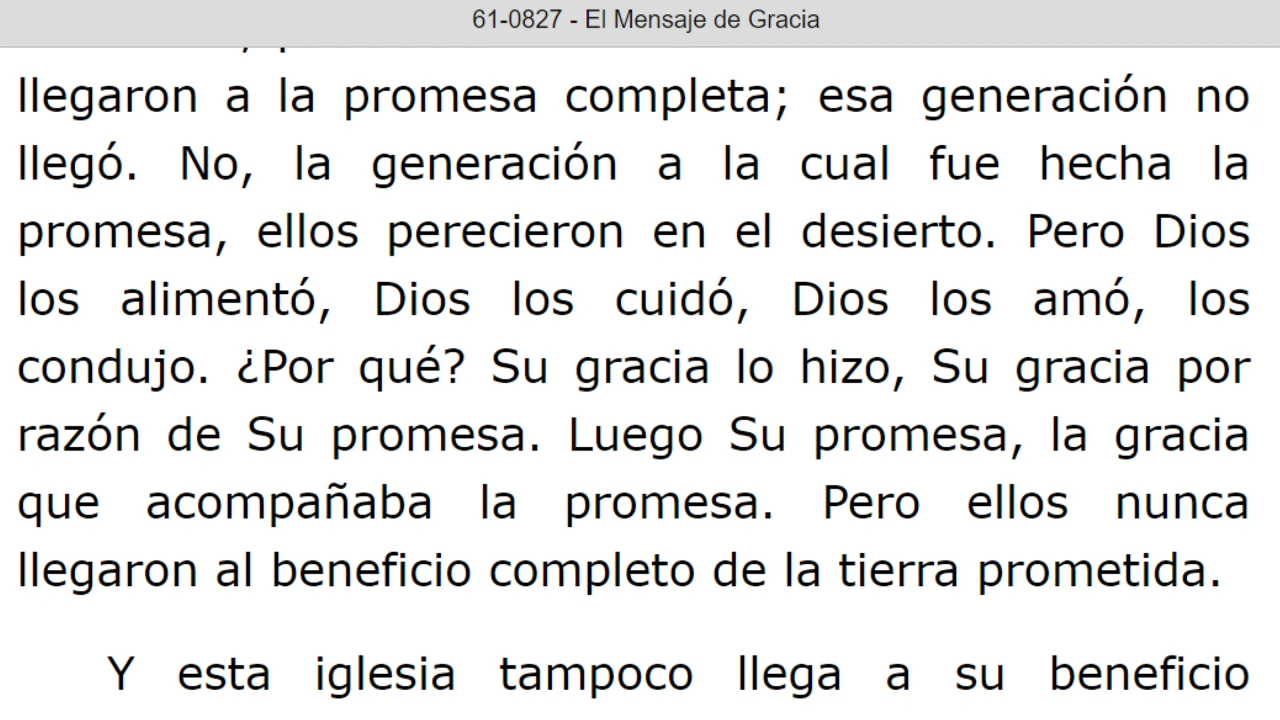 61-0827 - El Mensaje de Gracia
llegaron a la promesa completa; esa generación no
llegó. No, la generación a la cual fue hecha la
promesa, ellos perecieron en el desierto. Pero Dios
los alimentó, Dios los cuidó, Dios los amó, los
condujo. ¿Por qué? Su gracia lo hizo, Su gracia por
razón de Su promesa. Luego Su promesa, la gracia
que acompañaba la promesa. Pero ellos nunca
llegaron al beneficio completo de la tierra prometida.
Y esta iglesia tampoco llega a su beneficio